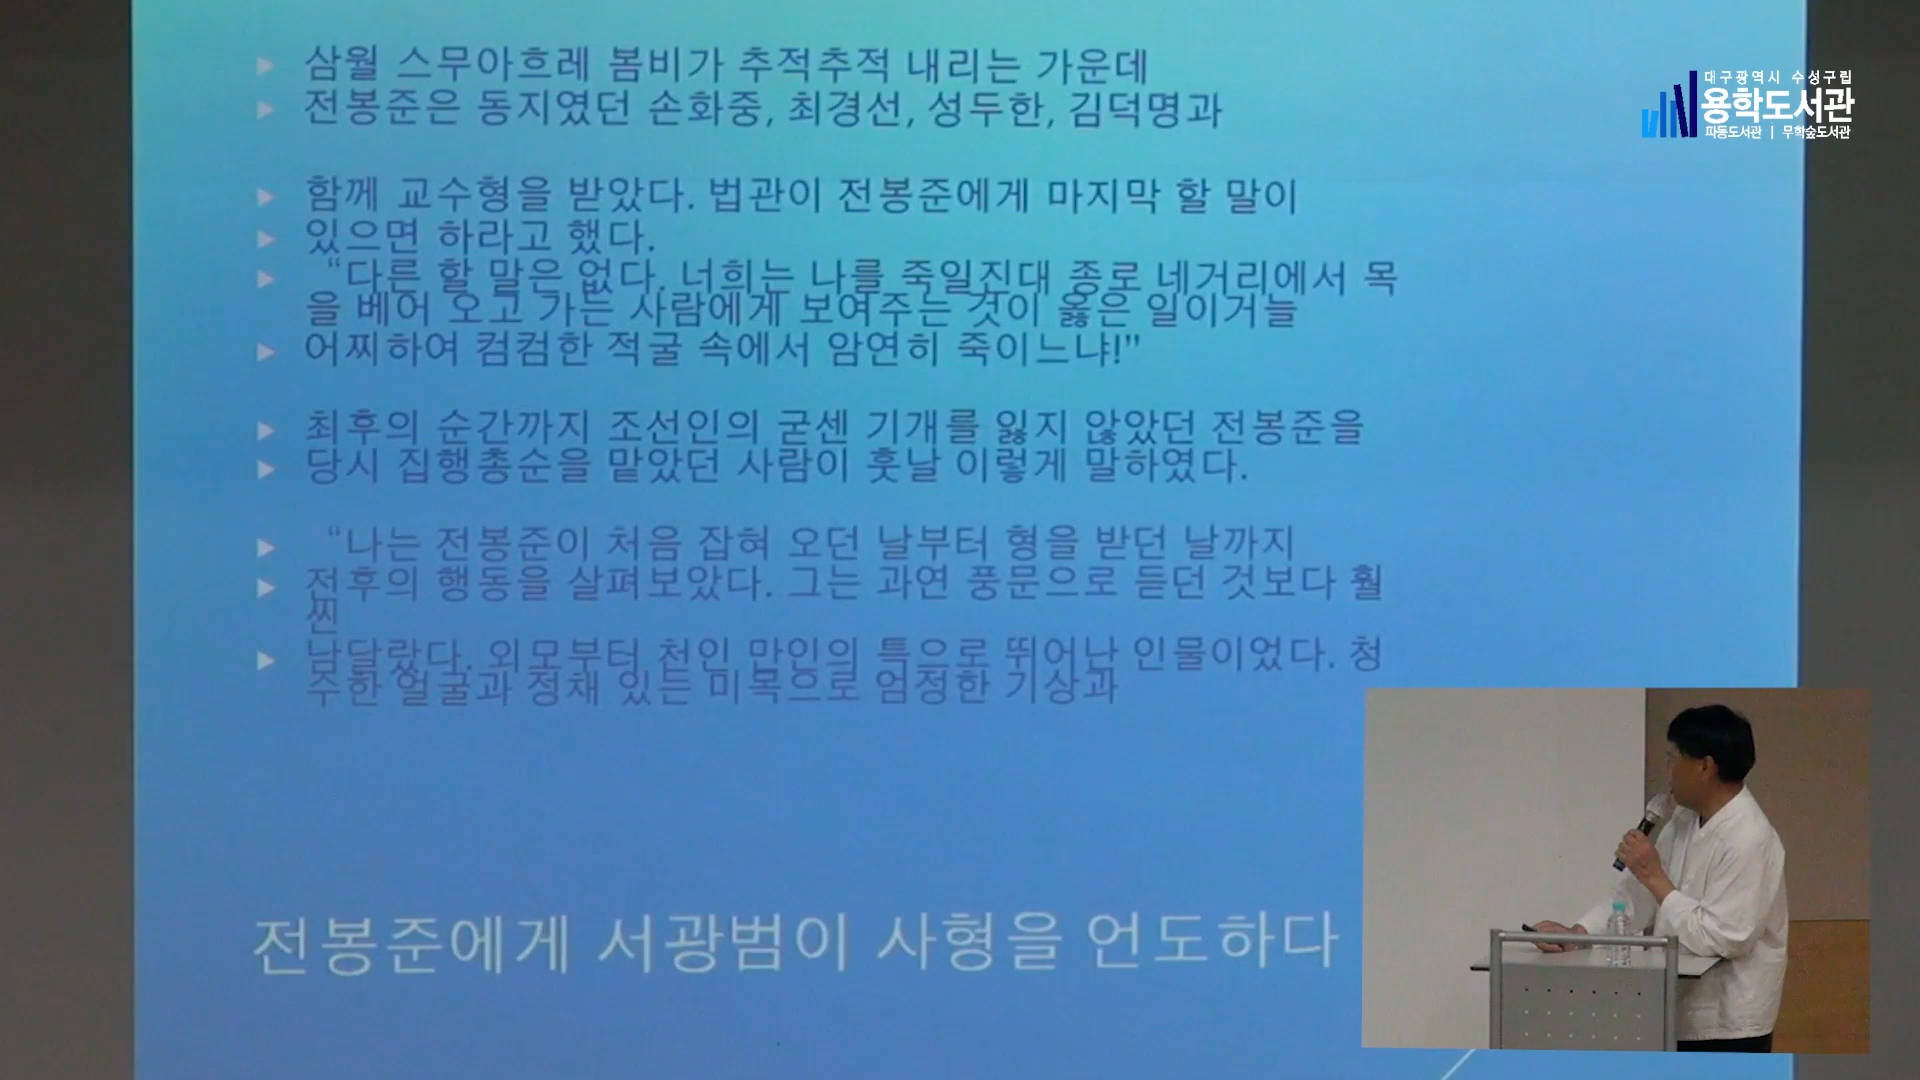 삼월 스무아흐레 봄비가 추적추적 내리는 가운데
전봉준은 동지였던 손화중, 최경선, 성두한, 김덕명과
함께 교수형을 받았다. 법관이 전봉준에게 마지막 할 말이
있으면 하라고 했다.
“다른 할 말은 없다. 너희는 나를 죽일진대 종로 네거리에서 목
을 베어 오고 가는 사람에게 보여주는 것이 옳은 일이거늘
어찌하여 컴컴한 적굴 속에서 암연히 죽이느냐!”
최후의 순간까지 조선인의 굳센 기개를 잃지 않았던 전봉준을
당시 집행총순을 맡았던 사람이 훗날 이렇게 말하였다.
“나는 전봉준이 처음 잡혀 오던 날부터 형을 받던 날까지
전후의 행동을 살펴보았다. 그는 과연 풍문으로 듣던 것보다 훨
씬
남달랐다. 외모부터 천인 만인의 특으로 뛰어난 인물이었다. 청
수한 얼굴과 정채 있는 미목으로 엄정한 기상과
전봉준에게 서광범이 사형을 언도하다
대구광역시 수성구립
용학도서관
파동도서관 | 무학숲도서관